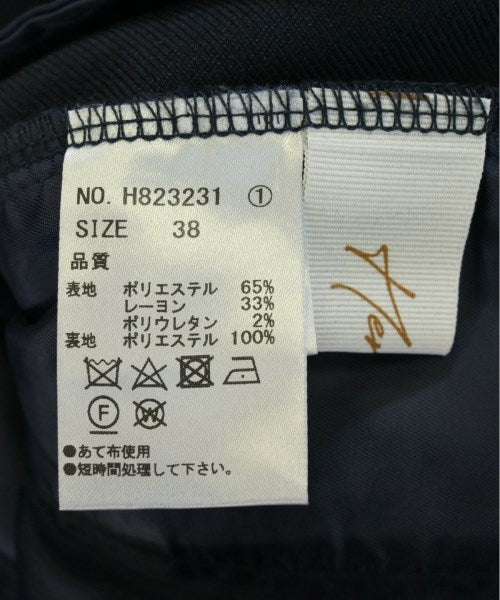 NO. H823231 ①
SIZE 38
品質
表地 ポリエステル 65%
レーヨン 33%
ポリウレタン 2%
裏地 ポリエステル 100%
F W
●あて布使用
●短時間処理して下さい。